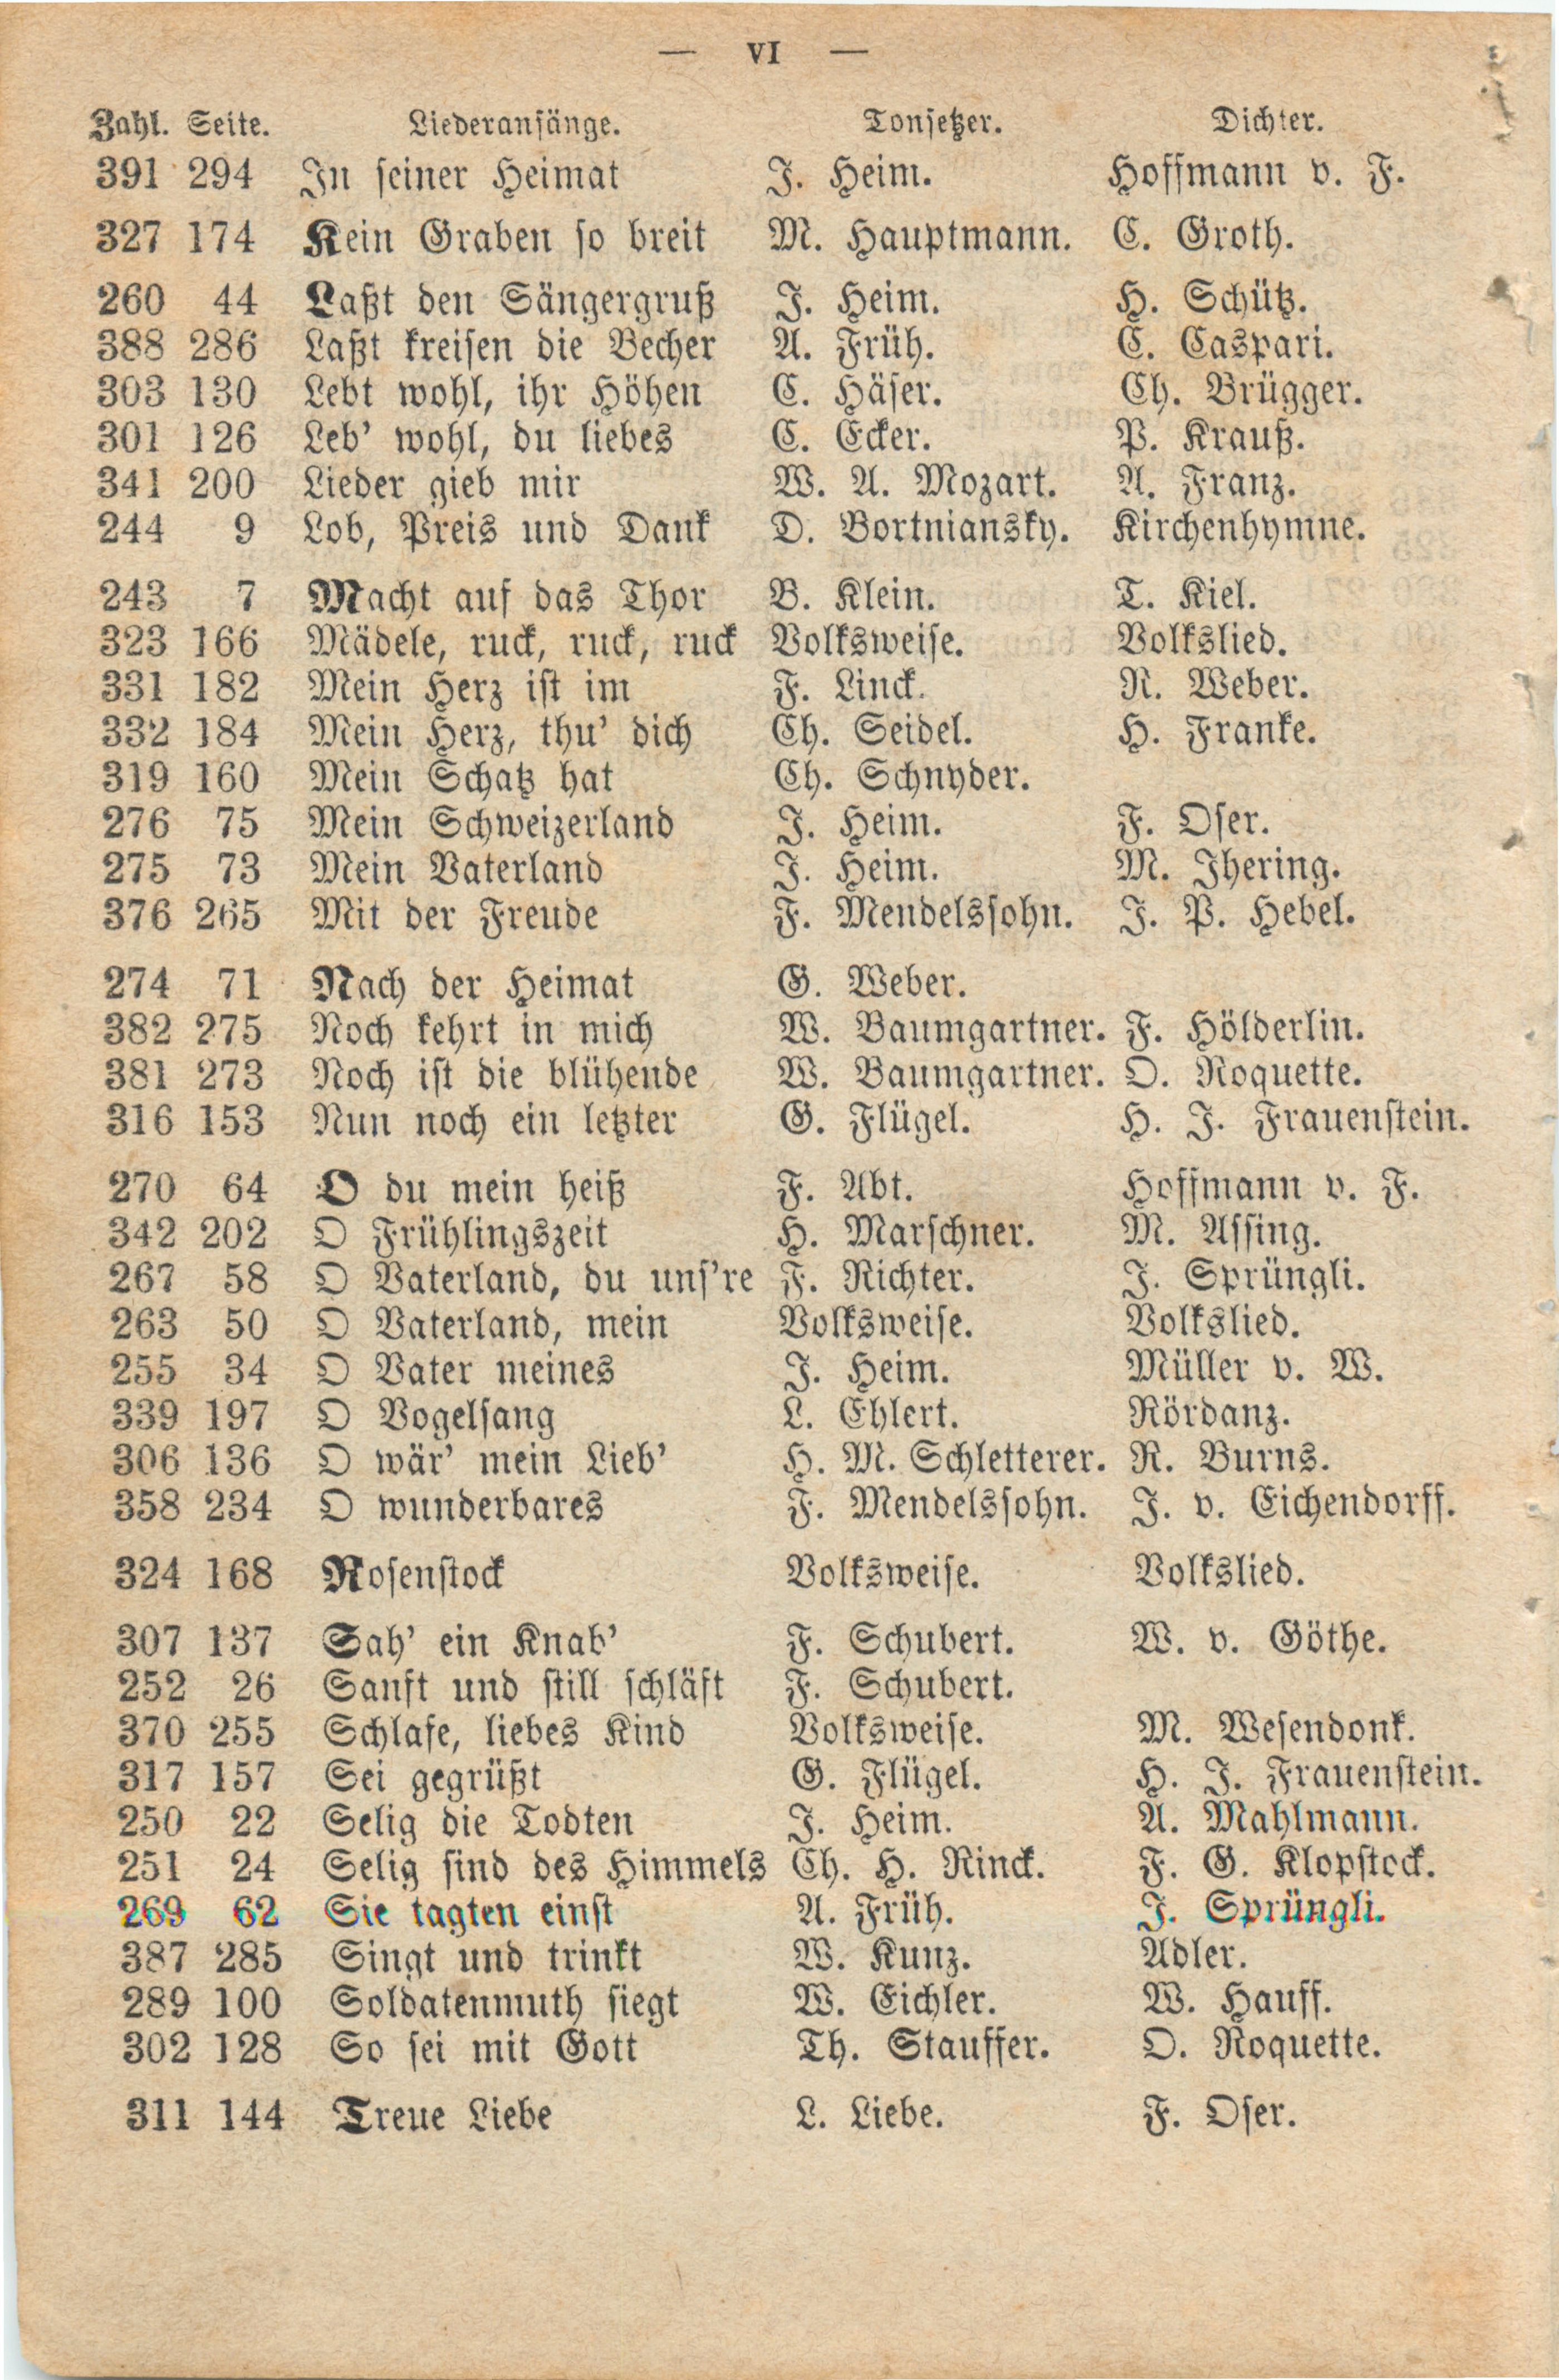 — VI —
Zahl. Seite. Liederanfänge. Tonsetzer. Dichter.
391 294 In seiner Heimat J. Heim. Hoffmann v. F.
327 174 Kein Graben so breit M. Hauptmann. C. Groth.
260 44 Laßt den Sängergruß J. Heim. H. Schütz.
388 286 Laßt kreisen die Becher A. Früh. C. Caspari.
303 130 Lebt wohl, ihr Höhen C. Häser. Ch. Brügger.
301 126 Leb' wohl, du liebes C. Ecker. P. Krauß.
341 200 Lieder gieb mir W. A. Mozart. A. Franz.
244 9 Lob, Preis und Dank D. Bortniansky. Kirchenhymne.
243 7 Macht auf das Thor B. Klein. T. Kiel.
323 166 Mädele, ruck, ruck, ruck Volksweise. Volkslied.
331 182 Mein Herz ist im F. Linck. R. Weber.
332 184 Mein Herz, thu' dich Ch. Seidel. H. Franke.
319 160 Mein Schatz hat Ch. Schnyder.
276 75 Mein Schweizerland J. Heim. F. Oser.
275 73 Mein Vaterland J. Heim. M. Ihering.
376 265 Mit der Freude F. Mendelssohn. J. P. Hebel.
274 71 Nach der Heimat G. Weber.
382 275 Noch kehrt in mich W. Baumgartner. F. Hölderlin.
381 273 Noch ist die blühende W. Baumgartner. O. Roquette.
316 153 Nun noch ein letzter G. Flügel. H. J. Frauenstein.
270 64 O du mein heiß F. Abt. Hoffmann v. F.
342 202 O Frühlingszeit H. Marschner. M. Assing.
267 58 O Vaterland, du uns're F. Richter. J. Sprüngli.
263 50 O Vaterland, mein Volksweise. Volkslied.
255 34 O Vater meines J. Heim. Müller v. W.
339 197 O Vogelsang L. Ehlert. Rördanz.
306 136 O wär' mein Lieb' H. M. Schletterer. R. Burns.
358 234 O wunderbares F. Mendelssohn. J. v. Eichendorff.
324 168 Rosenstock Volksweise. Volkslied.
307 137 Sah' ein Knab' F. Schubert. W. v. Göthe.
252 26 Sanft und still schläft F. Schubert.
370 255 Schlafe, liebes Kind Volksweise. M. Wesendonk.
317 157 Sei gegrüßt G. Flügel. H. J. Frauenstein.
250 22 Selig die Todten J. Heim. A. Mahlmann.
251 24 Selig sind des Himmels Ch. H. Rinck. F. G. Klopstock.
269 62 Sie tagten einst A. Früh. J. Sprüngli.
387 285 Singt und trinkt W. Kunz. Adler.
289 100 Soldatenmuth siegt W. Eichler. W. Hauff.
302 128 So sei mit Gott Th. Stauffer. O. Roquette.
311 144 Treue Liebe L. Liebe. F. Oser.